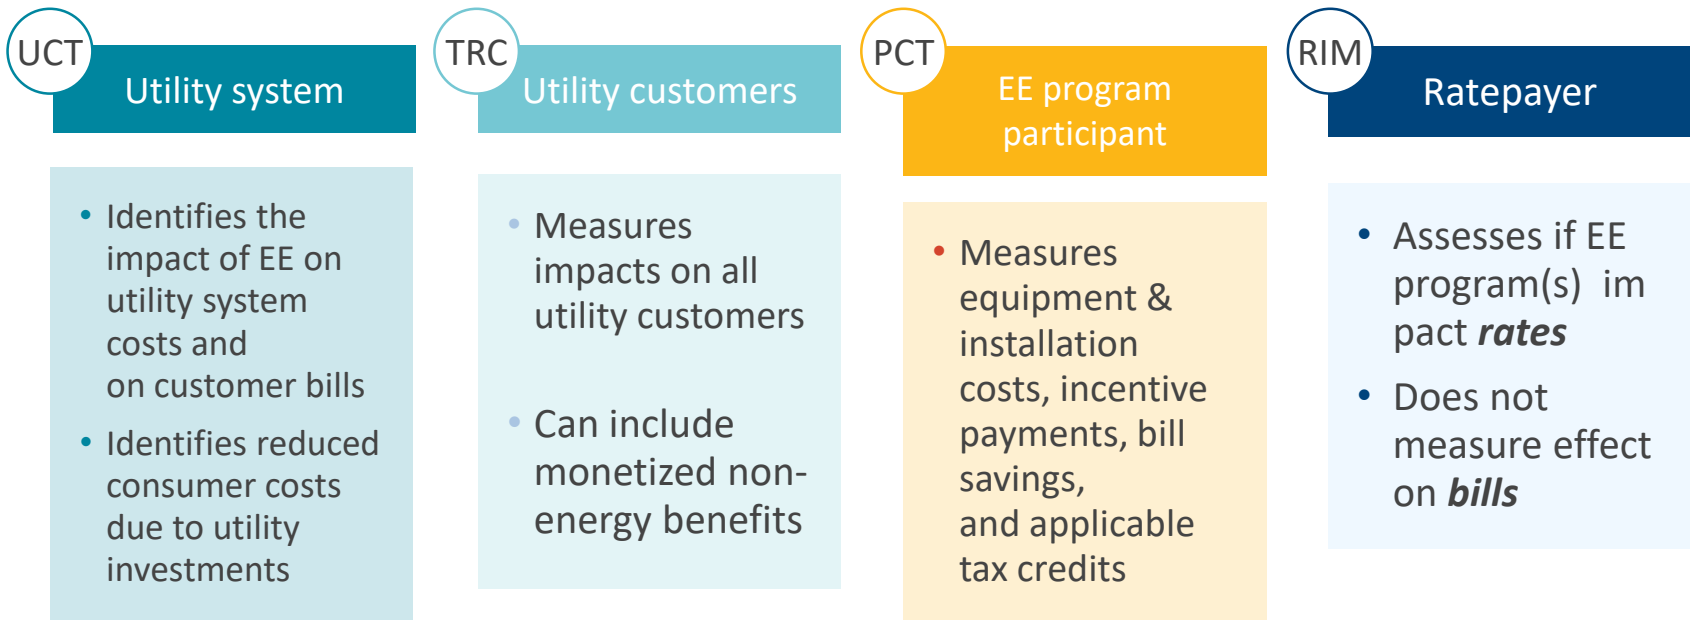 UCT
Utility system
• Identifies the
impact of EE on
utility system
costs and
on customer bills
• Identifies reduced
consumer costs
due to utility
investments
TRC
Utility customers
• Measures
impacts on all
utility customers
• Can include
monetized non-
energy benefits
PCT
EE program
participant
• Measures
equipment &
installation
costs, incentive
payments, bill
savings,
and applicable
tax credits
RIM
Ratepayer
• Assesses if EE
program(s) im
pact rates
• Does not
measure effect
on bills